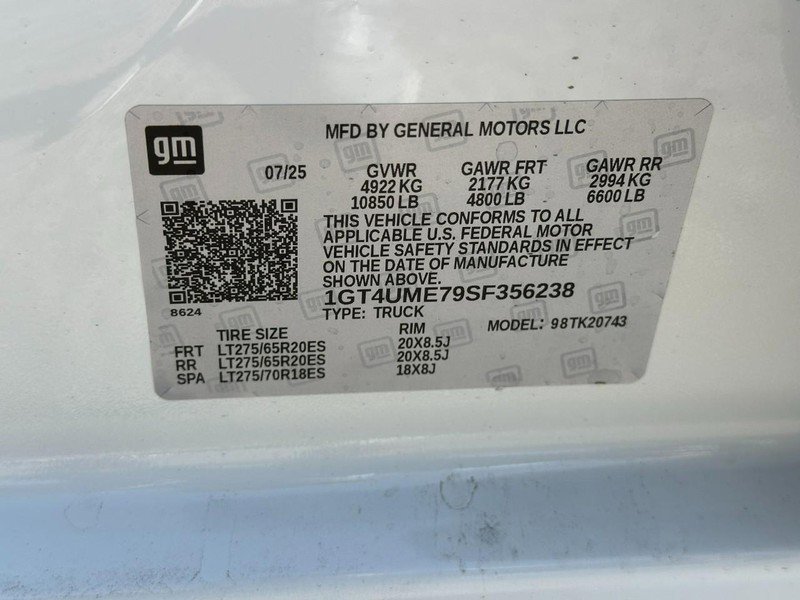 gm
MFD BY GENERAL MOTORS LLC
07/25 GVWR GAWR FRT GAWR RR
4922 KG 2177 KG 2994 KG
10850 LB 4800 LB 6600 LB
THIS VEHICLE CONFORMS TO ALL
APPLICABLE U.S. FEDERAL MOTOR
VEHICLE SAFETY STANDARDS IN EFFECT
ON THE DATE OF MANUFACTURE
SHOWN ABOVE.
8624
1GT4UME79SF356238
TYPE: TRUCK MODEL: 98TK20743
TIRE SIZE RIM
FRT LT275/65R20ES 20X8.5J
RR LT275/65R20ES 20X8.5J
SPA LT275/70R18ES 18X8J